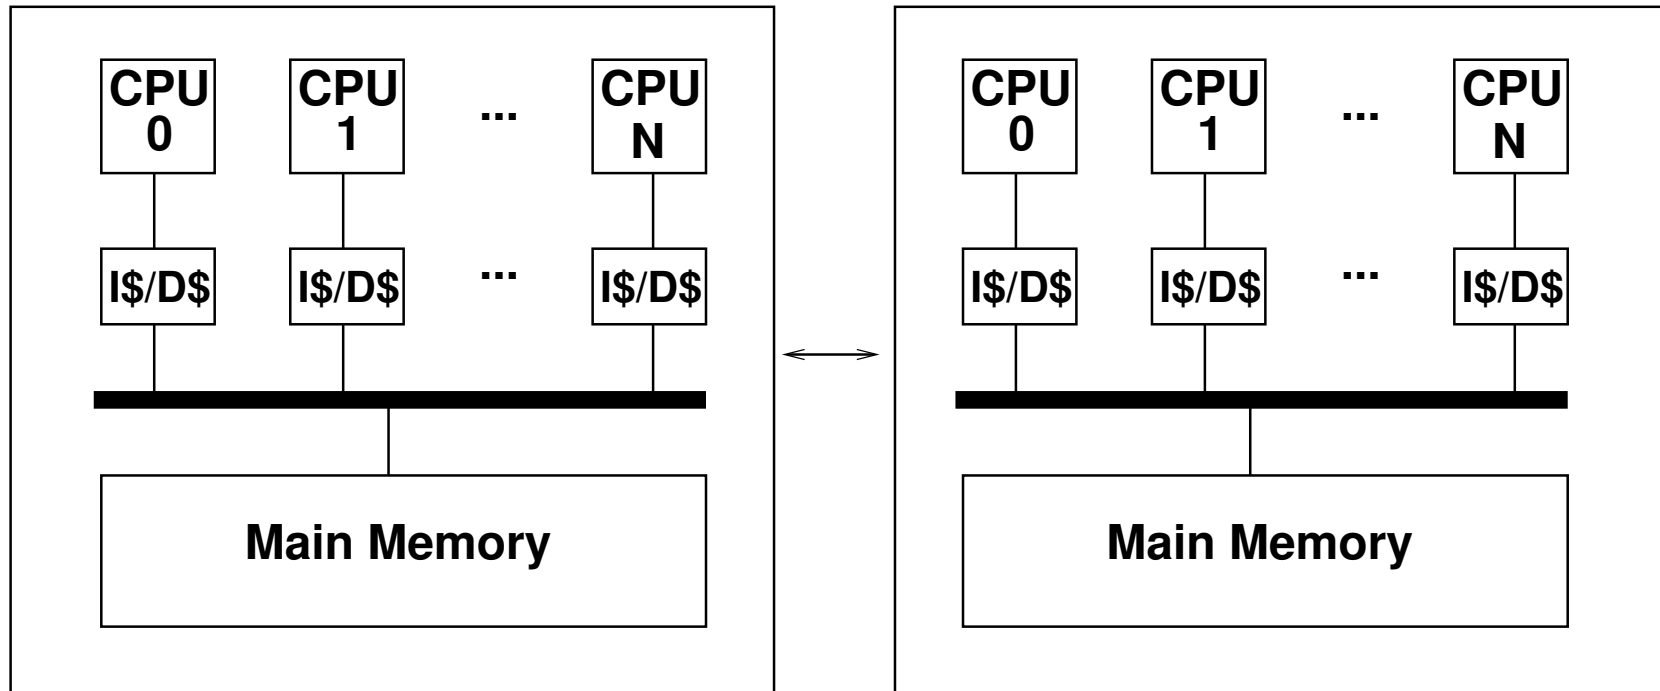 CPU
0
CPU
1
...
CPU
N
I$/D$
I$/D$
...
I$/D$
Main Memory
CPU
0
CPU
1
...
CPU
N
I$/D$
I$/D$
...
I$/D$
Main Memory